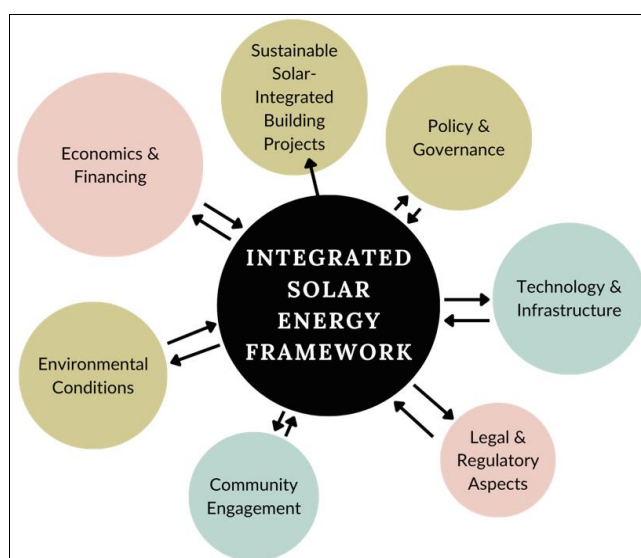 Sustainable
Solar-
Integrated
Building
Projects
Policy &
Governance
Economics &
Financing
INTEGRATED
SOLAR
ENERGY
FRAMEWORK
Technology &
Infrastructure
Environmental
Conditions
Legal &
Regulatory
Aspects
Community
Engagement